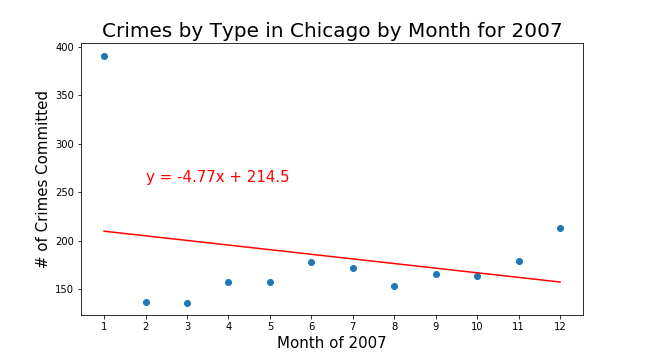 Crimes by Type in Chicago by Month for 2007
# of Crimes Committed
400
350
300
250
200
150
y = -4.77x + 214.5
1 2 3 4 5 6 7 8 9 10 11 12
Month of 2007